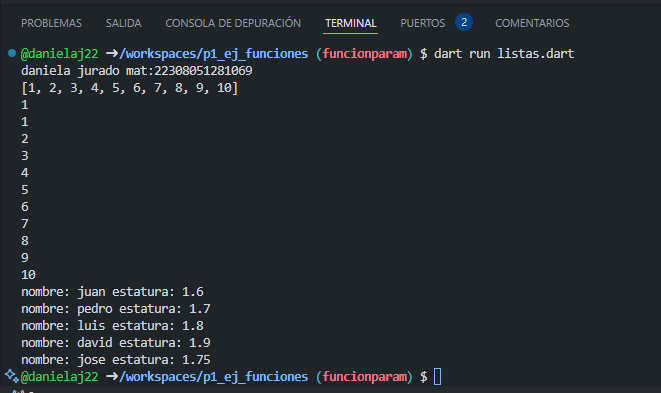 PROBLEMAS SALIDA CONSOLA DE DEPURACIÓN TERMINAL PUERTOS 2 COMENTARIOS
@danielaj22 ➜/workspaces/p1_ej_funciones (funcionparam) $ dart run listas.dart
daniela jurado mat:22308051281069
[1, 2, 3, 4, 5, 6, 7, 8, 9, 10]
1
1
2
3
4
5
6
7
8
9
10
nombre: juan estatura: 1.6
nombre: pedro estatura: 1.7
nombre: luis estatura: 1.8
nombre: david estatura: 1.9
nombre: jose estatura: 1.75
@danielaj22 ➜/workspaces/p1_ej_funciones (funcionparam) $